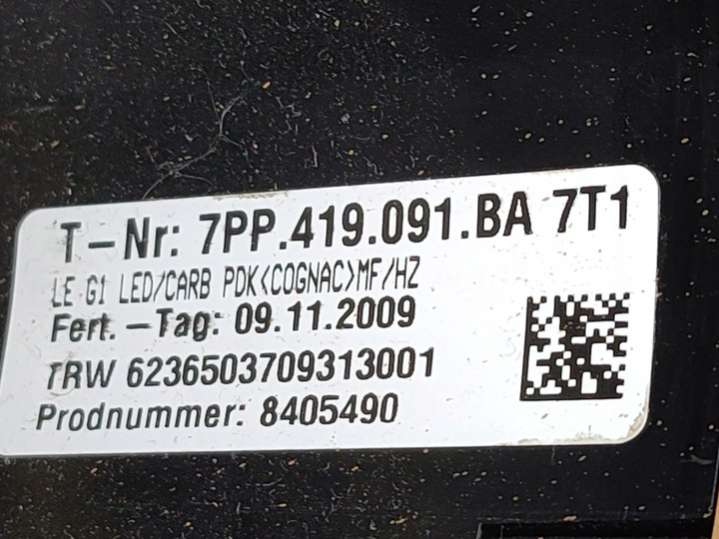 T-Nr: 7PP.419.091.BA 7T1
LE G1 LED/CARB PDK<COGNAC>MF/HZ
Fert. -Tag: 09.11.2009
TRW 6236503709313001
Prodnummer: 8405490